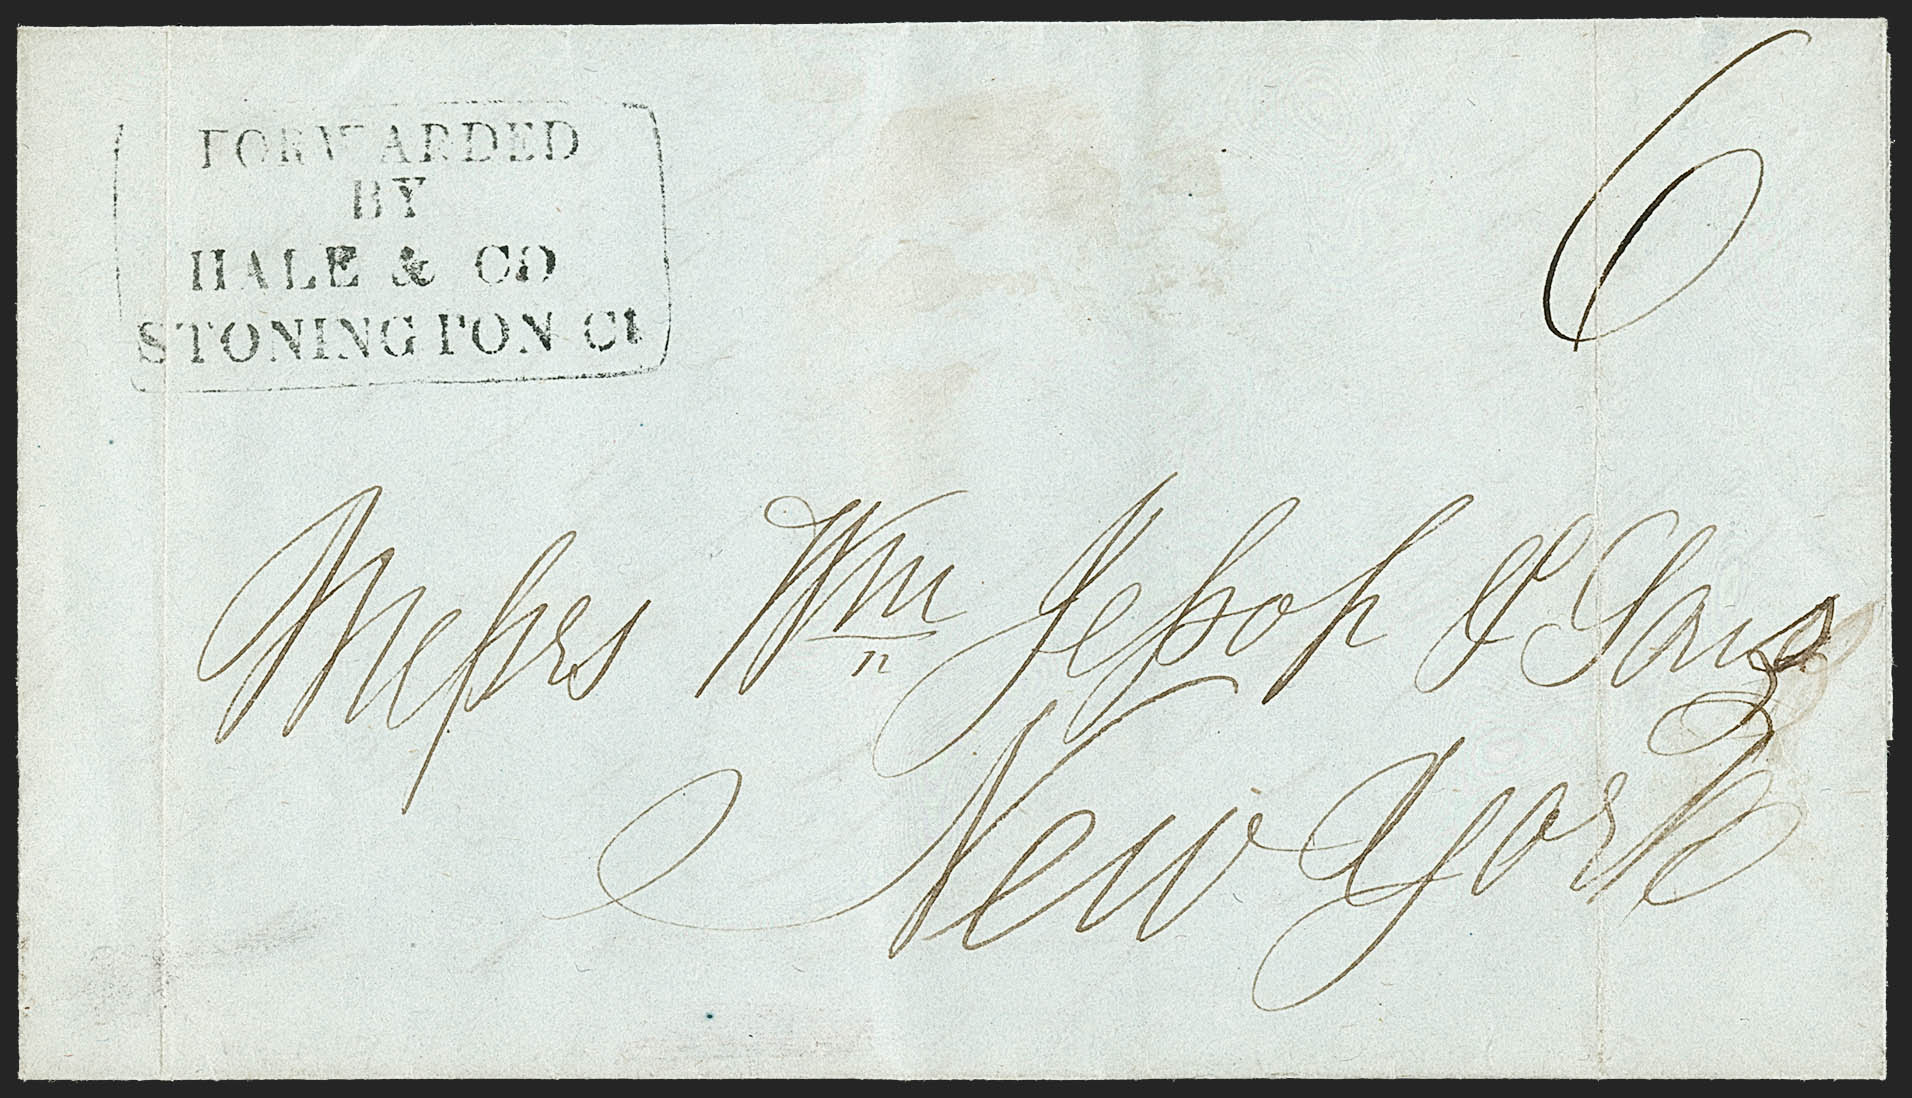 FORWARDED
BY
HALE & CO
STONINGTON Ct
6
Messrs Wm Jessop & Sons
New York